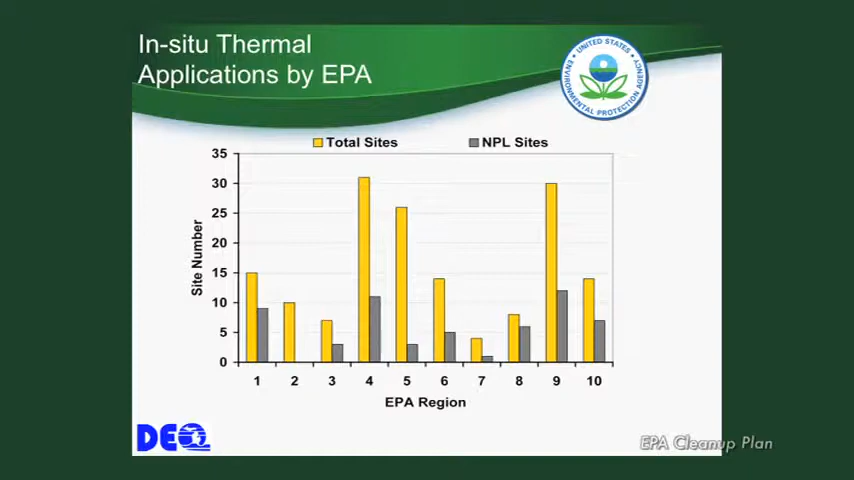 In-situ Thermal
Applications by EPA
UNITED STATES
ENVIRONMENTAL PROTECTION AGENCY
Total Sites
NPL Sites
35
30
25
20
15
10
5
0
Site Number
1 2 3 4 5 6 7 8 9 10
EPA Region
DEQ
EPA Cleanup Plan